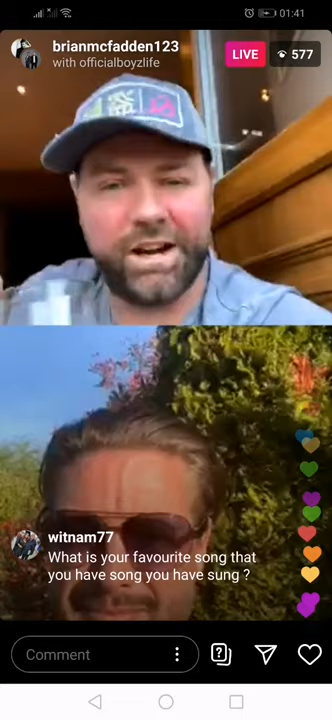 01:41
brianmcfadden123
with officialboyzlife
LIVE
577
witnam77
What is your favourite song that
you have song you have sung ?
Comment